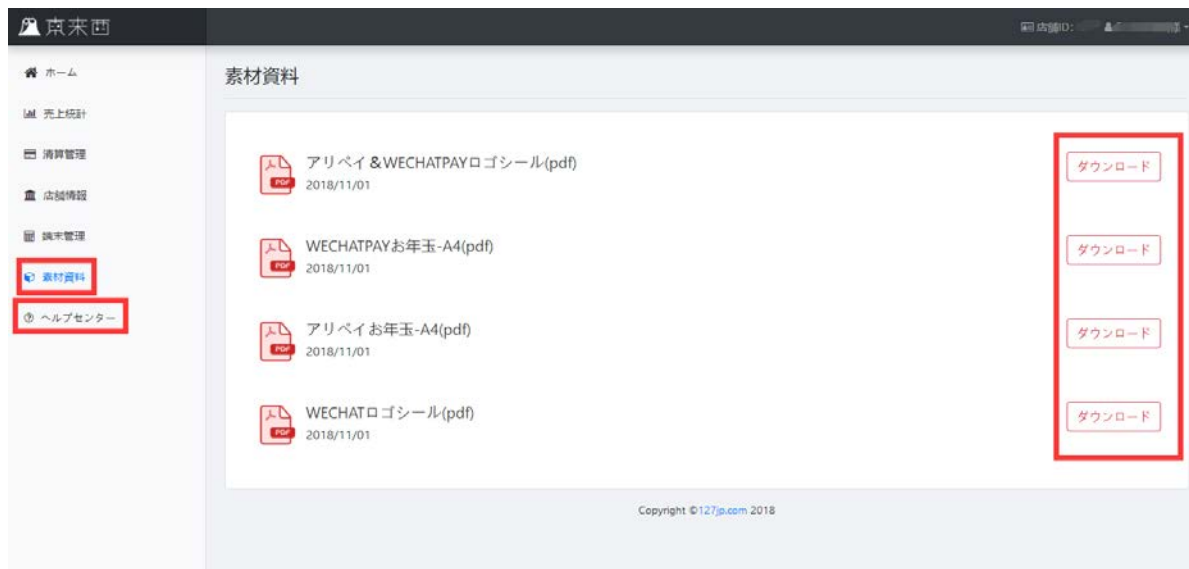 京来西
店舗ID:
ホーム
売上統計
清算管理
店舗情報
端末管理
素材資料
ヘルプセンター
素材資料
アリペイ&WECHATPAYロゴシール(pdf)
2018/11/01
ダウンロード
WECHATPAYお年玉-A4(pdf)
2018/11/01
ダウンロード
アリペイお年玉-A4(pdf)
2018/11/01
ダウンロード
WECHATロゴシール(pdf)
2018/11/01
ダウンロード
PDF
PDF
PDF
PDF
Copyright ©127jp.com 2018